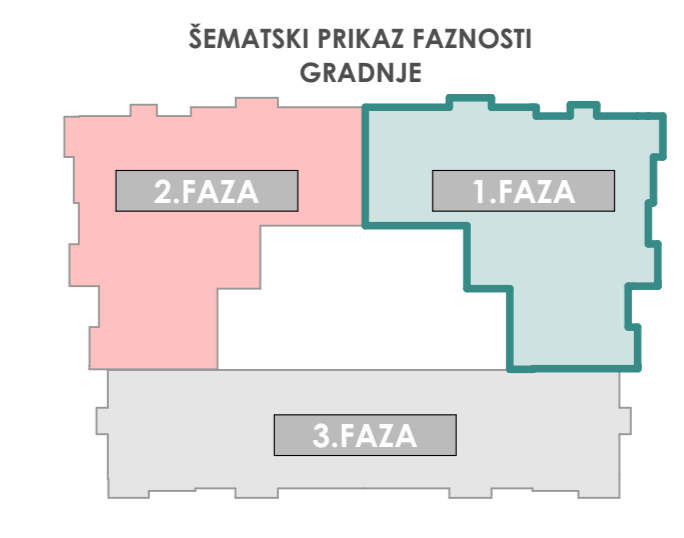 ŠEMATSKI PRIKAZ FAZNOSTI
GRADNJE
2.FAZA
1.FAZA
3.FAZA